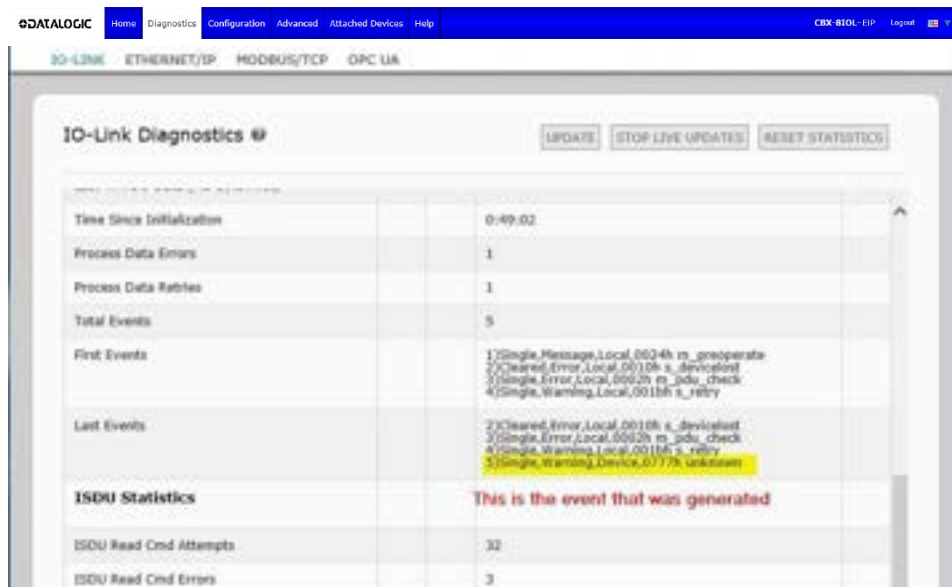 DATALOGIC Home Diagnostics Configuration Advanced Attached Devices Help CBX-8IOL-EIP Logout
IO-LINK ETHERNET/IP MODBUS/TCP OPC UA
IO-Link Diagnostics
UPDATE STOP LIVE UPDATES RESET STATISTICS
Time Since Initialization 0:49:02
Process Data Errors 1
Process Data Retries 1
Total Events 5
First Events
1)Single,Message,Local,0024h m_preoperate
2)Cleared,Error,Local,0010h s_devicelost
3)Single,Error,Local,0002h m_pdu_check
4)Single,Warning,Local,001bh s_retry
Last Events
2)Cleared,Error,Local,0010h s_devicelost
3)Single,Error,Local,0002h m_pdu_check
4)Single,Warning,Local,001bh s_retry
5)Single,Warning,Device,0777h unknown
ISDU Statistics
This is the event that was generated
ISDU Read Cmd Attempts 32
ISDU Read Cmd Errors 3